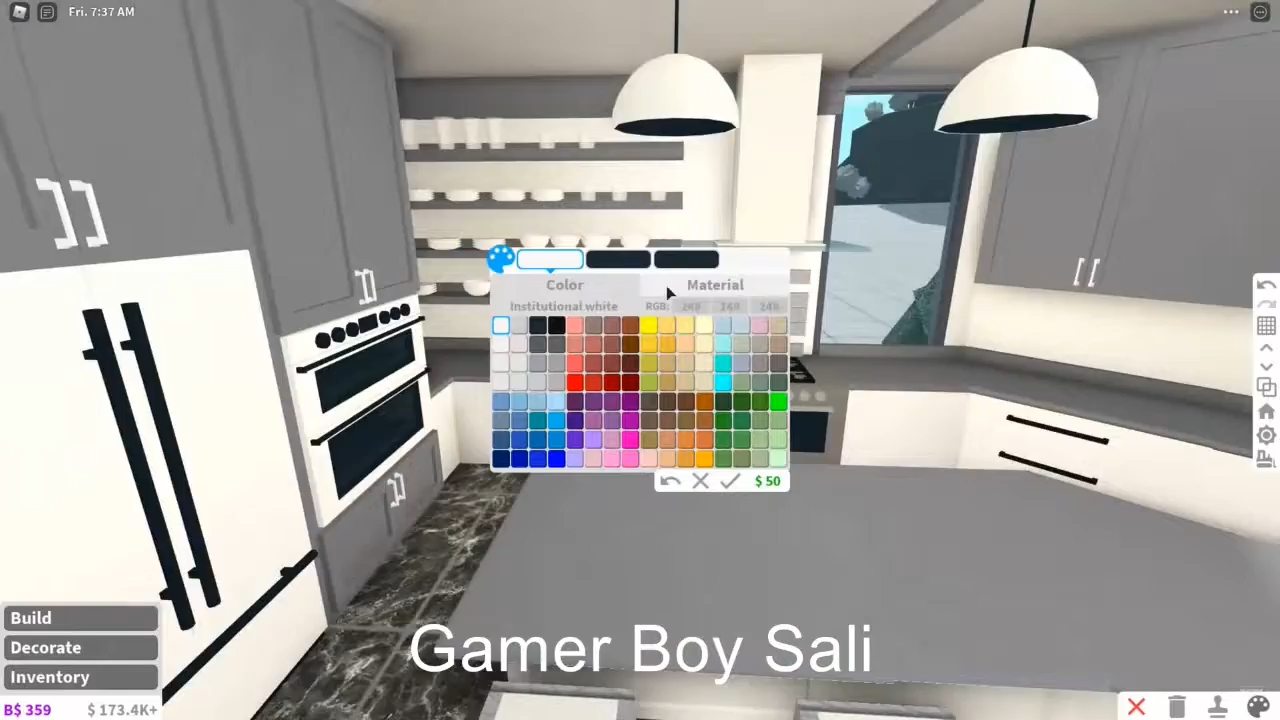 Fri. 7:37 AM
Color
Material
Institutional white
RGB:
248
248
248
$ 50
Build
Decorate
Inventory
B$ 359
$ 173.4K+
Gamer Boy Sali